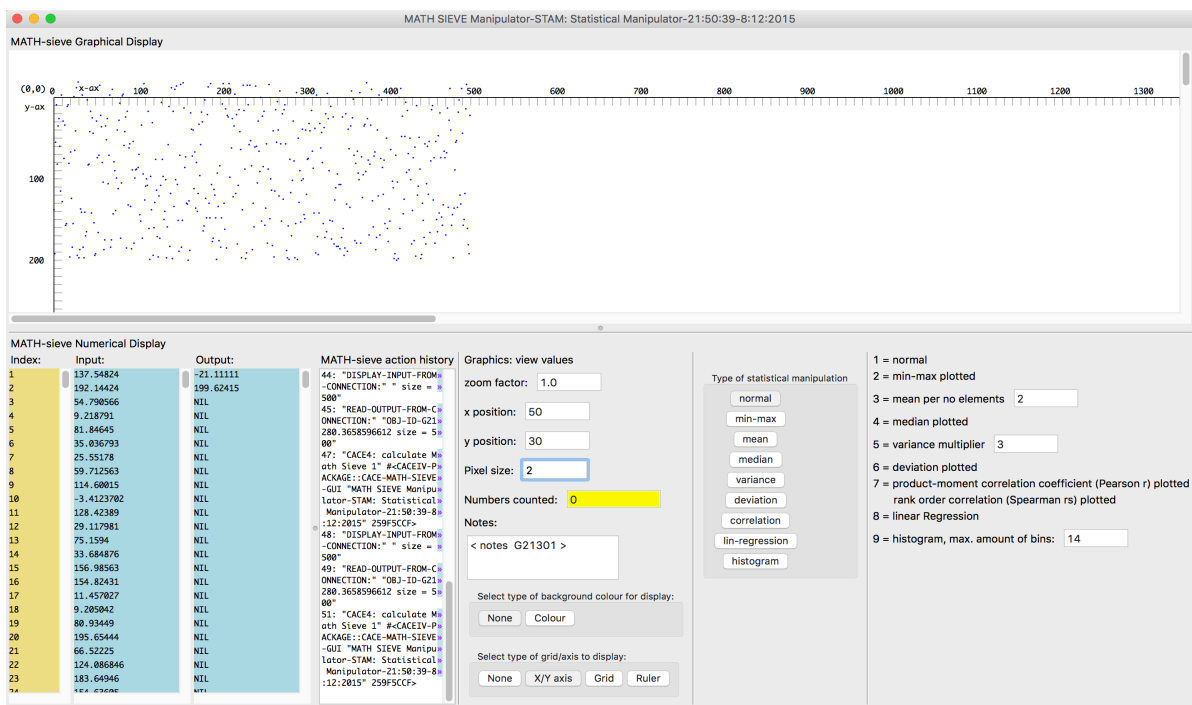 MATH SIEVE Manipulator-STAM: Statistical Manipulator-21:50:39-8:12:2015
MATH-sieve Graphical Display
(0,0) 0 x-ax 100 200 300 400 500 600 700 800 900 1000 1100 1200 1300
y-ax
100
200
MATH-sieve Numerical Display
Index: Input: Output:
1 137.54824 -21.11111
2 192.14424 199.62415
3 54.790566 NIL
4 9.218791 NIL
5 81.84645 NIL
6 35.036793 NIL
7 25.55178 NIL
8 59.712563 NIL
9 114.60015 NIL
10 -3.4123702 NIL
11 128.42389 NIL
12 29.117981 NIL
13 75.1594 NIL
14 33.684876 NIL
15 156.98563 NIL
16 154.82431 NIL
17 11.457027 NIL
18 9.205042 NIL
19 80.93449 NIL
20 195.65444 NIL
21 66.52225 NIL
22 124.086846 NIL
23 183.64946 NIL
24 154.63605 NIL
MATH-sieve action history
44: "DISPLAY-INPUT-FROM»
-CONNECTION:" " size = »
500"
45: "READ-OUTPUT-FROM-C»
ONNECTION:" "OBJ-ID-G21»
280.3658596612 size = 5»
00"
47: "CACE4: calculate M»
ath Sieve 1" #<CACEIV-P»
ACKAGE::CACE-MATH-SIEVE»
-GUI "MATH SIEVE Manipu»
lator-STAM: Statistical»
Manipulator-21:50:39-8»
:12:2015" 259F5CCF>
48: "DISPLAY-INPUT-FROM»
-CONNECTION:" " size = »
500"
49: "READ-OUTPUT-FROM-C»
ONNECTION:" "OBJ-ID-G21»
280.3658596612 size = 5»
00"
51: "CACE4: calculate M»
ath Sieve 1" #<CACEIV-P»
ACKAGE::CACE-MATH-SIEVE»
-GUI "MATH SIEVE Manipu»
lator-STAM: Statistical»
Manipulator-21:50:39-8»
:12:2015" 259F5CCF>
Graphics: view values
zoom factor: 1.0
x position: 50
y position: 30
Pixel size: 2
Numbers counted: 0
Notes:
< notes G21301 >
Select type of background colour for display:
None Colour
Select type of grid/axis to display:
None X/Y axis Grid Ruler
Type of statistical manipulation
normal
min-max
mean
median
variance
deviation
correlation
lin-regression
histogram
1 = normal
2 = min-max plotted
3 = mean per no elements 2
4 = median plotted
5 = variance multiplier 3
6 = deviation plotted
7 = product-moment correlation coefficient (Pearson r) plotted
rank order correlation (Spearman rs) plotted
8 = linear Regression
9 = histogram, max. amount of bins: 14